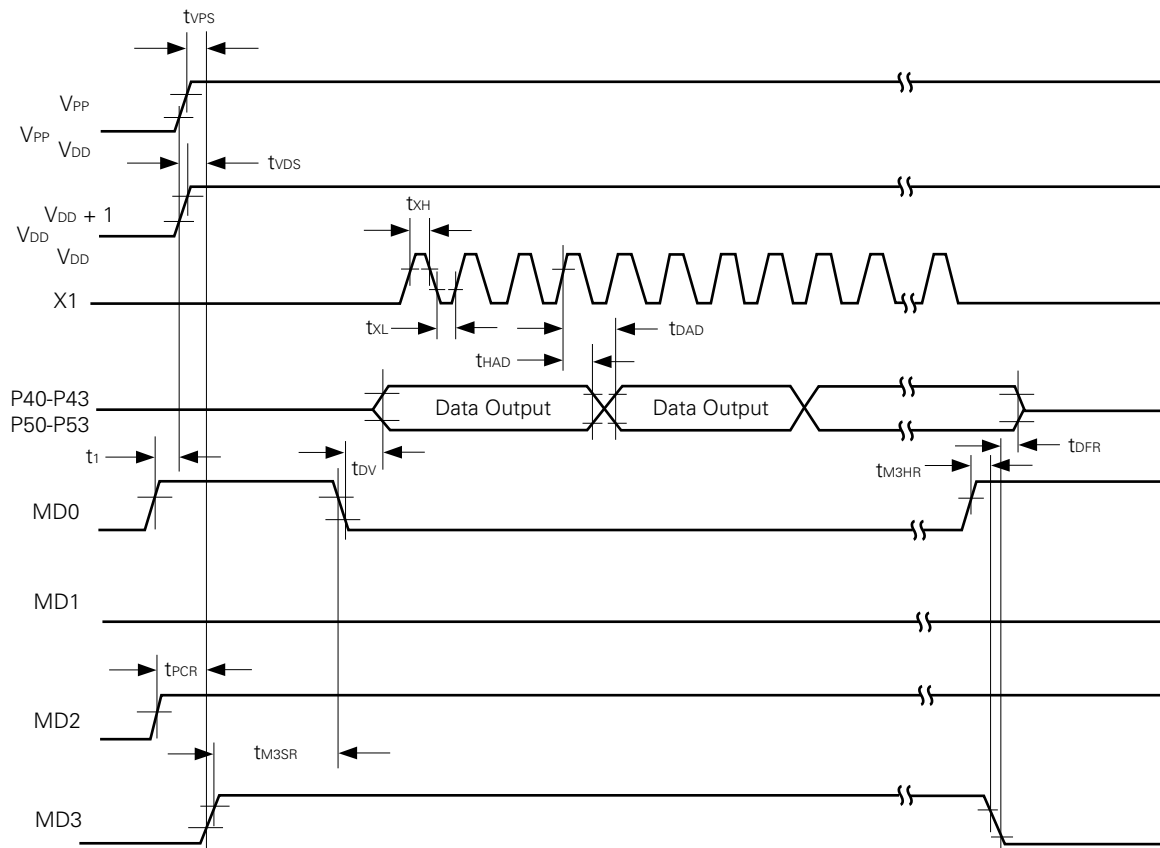 tVPS
VPP
VPP
VDD
tVDS
VDD + 1
VDD
VDD
tXH
X1
tXL
tDAD
tHAD
P40-P43
P50-P53
Data Output
Data Output
t1
tDV
tDFR
tM3HR
MD0
MD1
tPCR
MD2
tM3SR
MD3